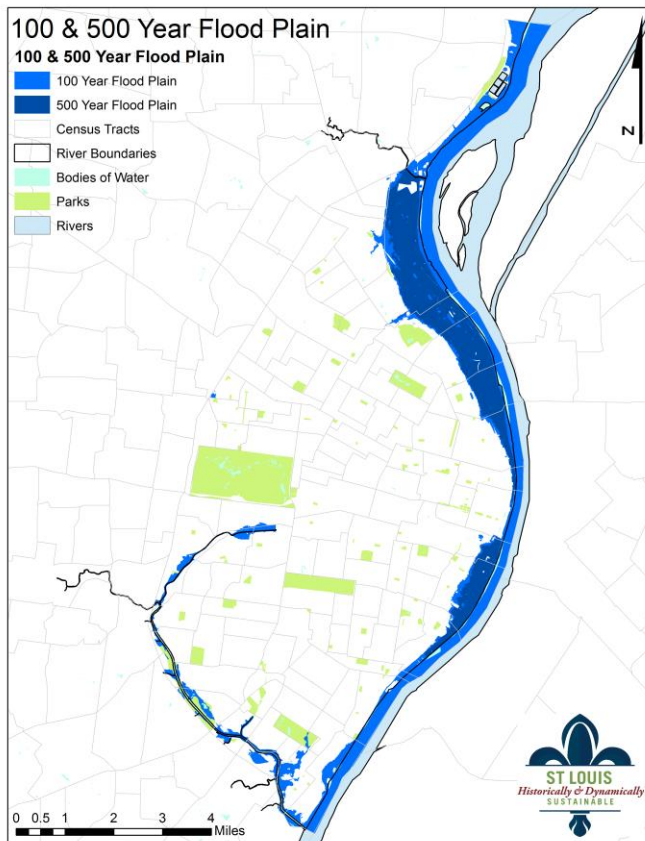 100 & 500 Year Flood Plain
100 & 500 Year Flood Plain
100 Year Flood Plain
500 Year Flood Plain
Census Tracts
River Boundaries
Bodies of Water
Parks
Rivers
N
ST LOUIS
Historically & Dynamically
SUSTAINABLE
0 0.5 1 2 3 4
Miles